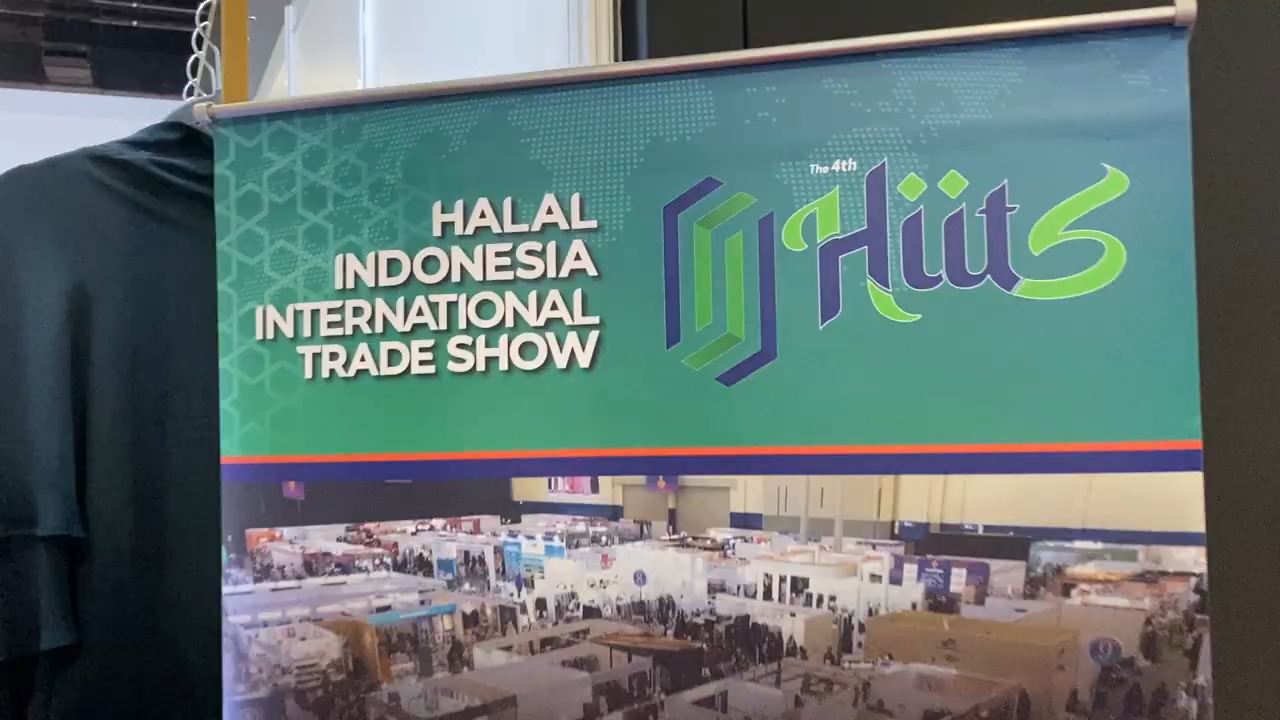 HALAL
INDONESIA
INTERNATIONAL
TRADE SHOW
The 4th
Hiits